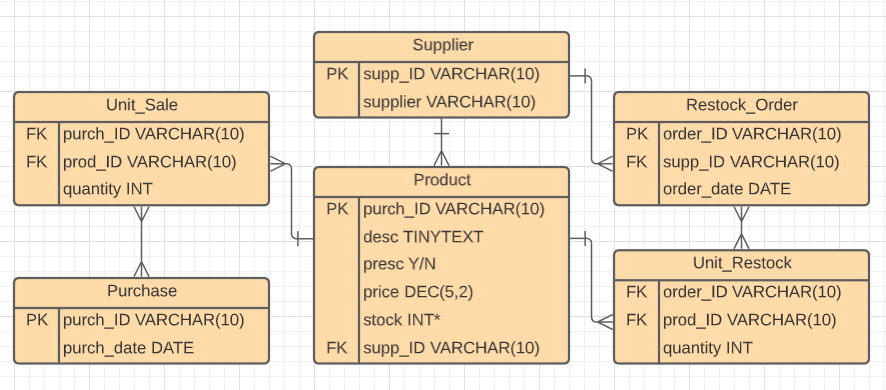 Supplier
PK supp_ID VARCHAR(10)
supplier VARCHAR(10)
Unit_Sale
FK purch_ID VARCHAR(10)
FK prod_ID VARCHAR(10)
quantity INT
Restock_Order
PK order_ID VARCHAR(10)
FK supp_ID VARCHAR(10)
order_date DATE
Product
PK purch_ID VARCHAR(10)
desc TINYTEXT
presc Y/N
price DEC(5,2)
stock INT*
FK supp_ID VARCHAR(10)
Purchase
PK purch_ID VARCHAR(10)
purch_date DATE
Unit_Restock
FK order_ID VARCHAR(10)
FK prod_ID VARCHAR(10)
quantity INT